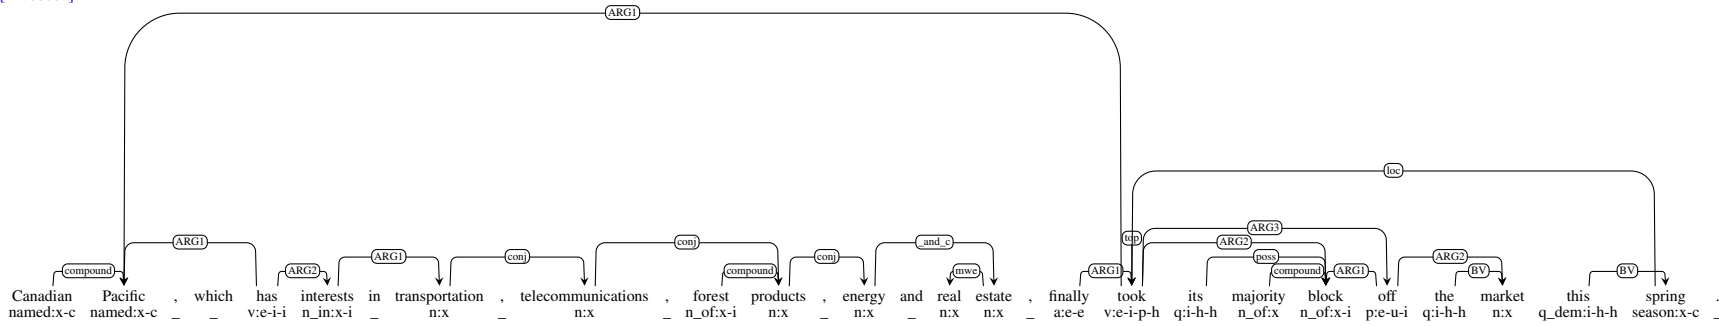 ARG1
loc
ARG3
ARG1 conj _and_c top ARG2
ARG1 conj conj poss ARG2
compound ARG2 compound mwe ARG1 compound ARG1 BV BV
Canadian Pacific , which has interests in transportation , telecommunications , forest products , energy and real estate , finally took its majority block off the market this spring .
named:x-c named:x-c _ _ v:e-i-i n_in:x-i _ n:x _ n:x _ n_of:x-i n:x _ n:x _ n:x n:x _ a:e-e v:e-i-p-h q:i-h-h n_of:x n_of:x-i p:e-u-i q:i-h-h n:x q_dem:i-h-h season:x-c _